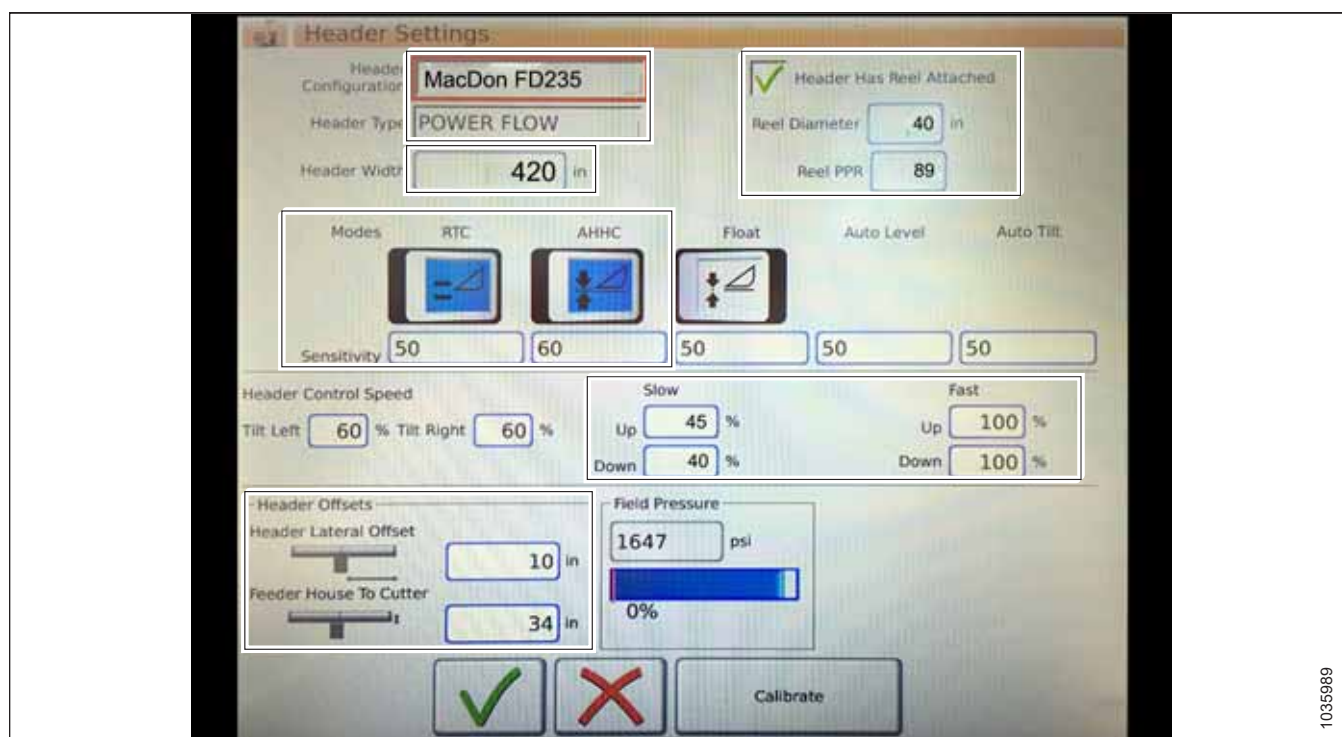 Header Settings
Header Configuration MacDon FD235
Header Has Reel Attached
Header Type POWER FLOW
Reel Diameter 40 in
Header Width 420 in
Reel PPR 89
Modes RTC AHHC Float Auto Level Auto Tilt
Sensitivity 50 60 50 50 50
Header Control Speed
Slow Fast
Tilt Left 60 % Tilt Right 60 %
Up 45 % Up 100 %
Down 40 % Down 100 %
Header Offsets
Header Lateral Offset
10 in
Feeder House To Cutter
34 in
Field Pressure
1647 psi
0%
Calibrate
1035989